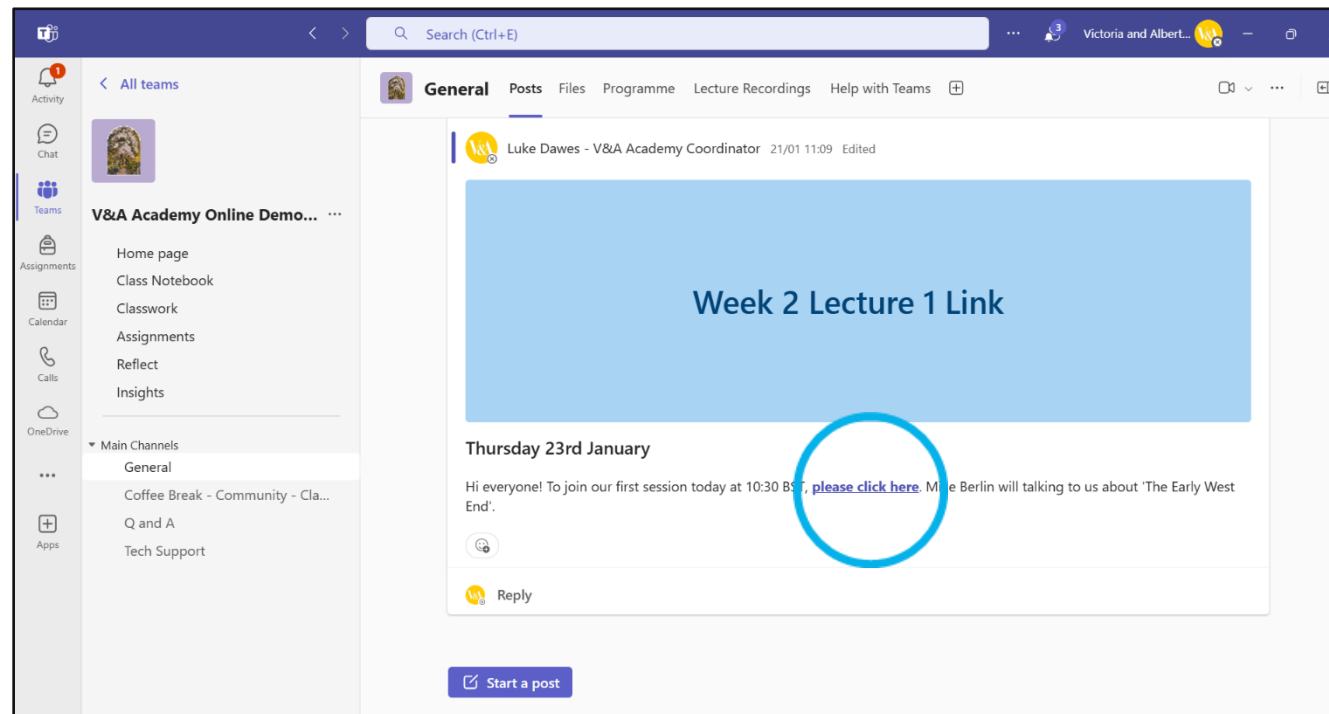 Search (Ctrl+E)
3
Victoria and Albert...
V&A
1
Activity
Chat
Teams
Assignments
Calendar
Calls
OneDrive
Apps
All teams
V&A Academy Online Demo...
Home page
Class Notebook
Classwork
Assignments
Reflect
Insights
Main Channels
General
Coffee Break - Community - Cla...
Q and A
Tech Support
General Posts Files Programme Lecture Recordings Help with Teams
V&A
Luke Dawes - V&A Academy Coordinator 21/01 11:09 Edited
Week 2 Lecture 1 Link
Thursday 23rd January
Hi everyone! To join our first session today at 10:30 BST, please click here. Mike Berlin will talking to us about 'The Early West
End'.
V&A
Reply
Start a post